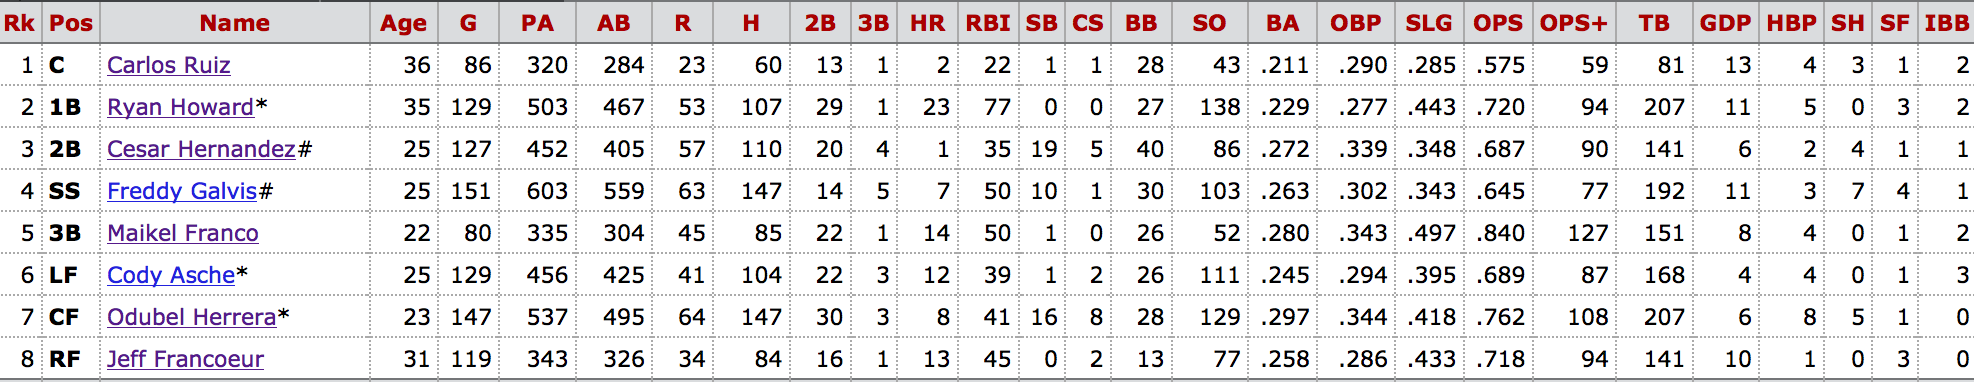 Rk Pos Name Age G PA AB R H 2B 3B HR RBI SB CS BB SO BA OBP SLG OPS OPS+ TB GDP HBP SH SF IBB
1 C Carlos Ruiz 36 86 320 284 23 60 13 1 2 22 1 1 28 43 .211 .290 .285 .575 59 81 13 4 3 1 2
2 1B Ryan Howard* 35 129 503 467 53 107 29 1 23 77 0 0 27 138 .229 .277 .443 .720 94 207 11 5 0 3 2
3 2B Cesar Hernandez# 25 127 452 405 57 110 20 4 1 35 19 5 40 86 .272 .339 .348 .687 90 141 6 2 4 1 1
4 SS Freddy Galvis# 25 151 603 559 63 147 14 5 7 50 10 1 30 103 .263 .302 .343 .645 77 192 11 3 7 4 1
5 3B Maikel Franco 22 80 335 304 45 85 22 1 14 50 1 0 26 52 .280 .343 .497 .840 127 151 8 4 0 1 2
6 LF Cody Asche* 25 129 456 425 41 104 22 3 12 39 1 2 26 111 .245 .294 .395 .689 87 168 4 4 0 1 3
7 CF Odubel Herrera* 23 147 537 495 64 147 30 3 8 41 16 8 28 129 .297 .344 .418 .762 108 207 6 8 5 1 0
8 RF Jeff Francoeur 31 119 343 326 34 84 16 1 13 45 0 2 13 77 .258 .286 .433 .718 94 141 10 1 0 3 0